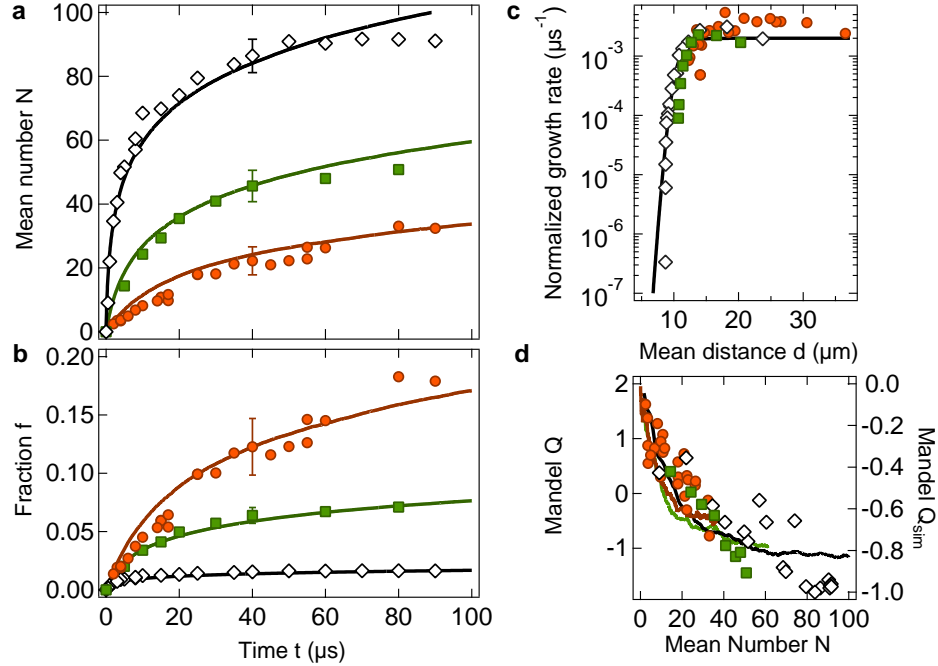 a
Mean number N
100
80
60
40
20
0
b
Fraction f
0.20
0.15
0.10
0.05
0.00
0 20 40 60 80 100
Time t (µs)
c
Normalized growth rate (µs⁻¹)
10⁻³
10⁻⁴
10⁻⁵
10⁻⁶
10⁻⁷
10 20 30
Mean distance d (µm)
d
Mandel Q
2
1
0
-1
0.0
-0.2
-0.4
-0.6
-0.8
-1.0
Mandel Q_sim
0 20 40 60 80 100
Mean Number N